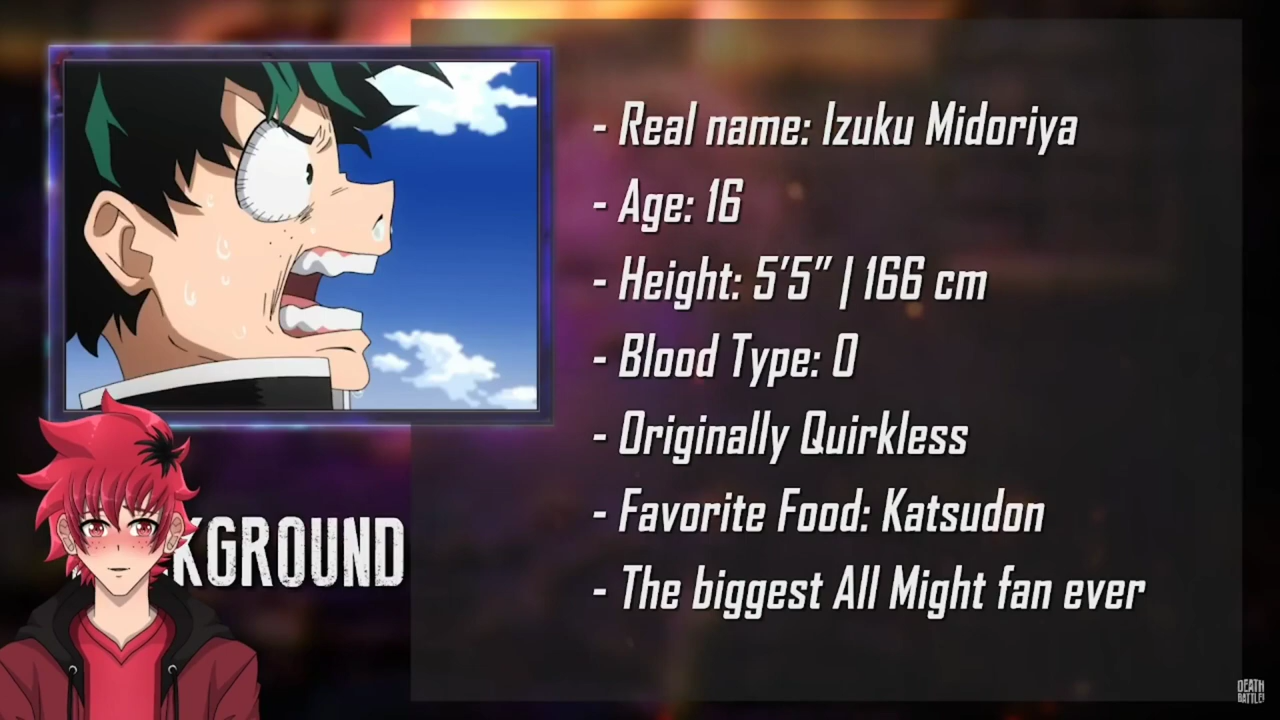 - Real name: Izuku Midoriya
- Age: 16
- Height: 5'5" | 166 cm
- Blood Type: O
- Originally Quirkless
- Favorite Food: Katsudon
- The biggest All Might fan ever
KGROUND
DEATH
BATTLE!